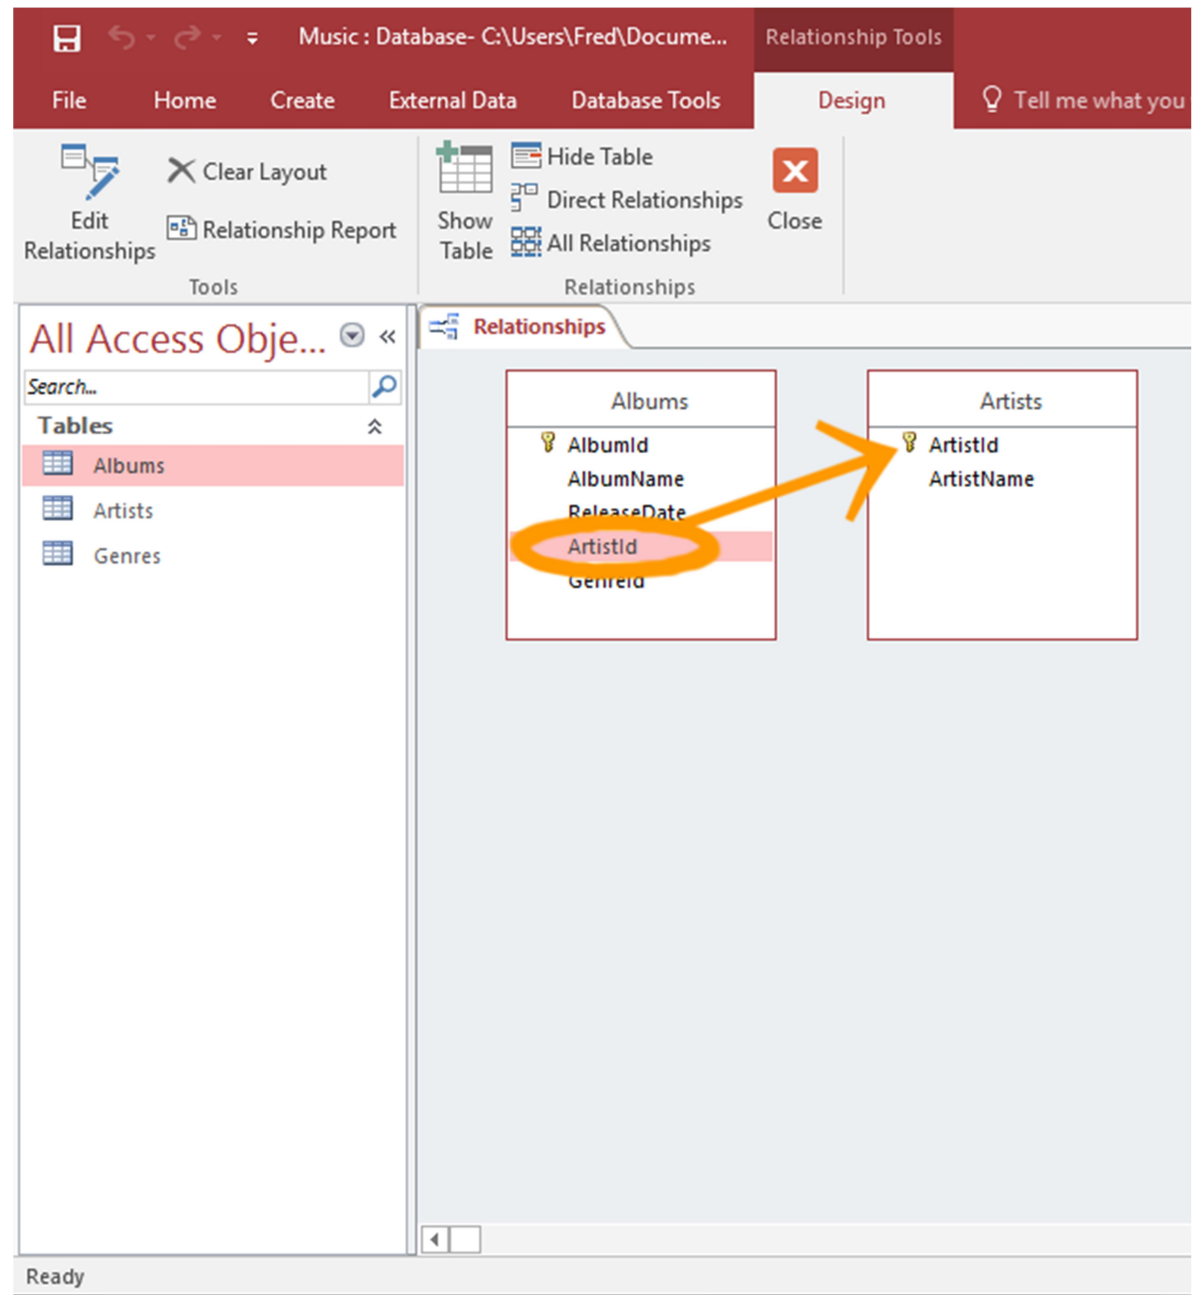 Music : Database- C:\Users\Fred\Docume... Relationship Tools
File Home Create External Data Database Tools Design Tell me what you
Edit Relationships
Clear Layout
Relationship Report
Tools
Show Table
Hide Table
Direct Relationships
All Relationships
Relationships
Close
All Access Obje...
Search...
Tables
Albums
Artists
Genres
Relationships
Albums
AlbumId
AlbumName
ReleaseDate
ArtistId
GenreId
Artists
ArtistId
ArtistName
Ready